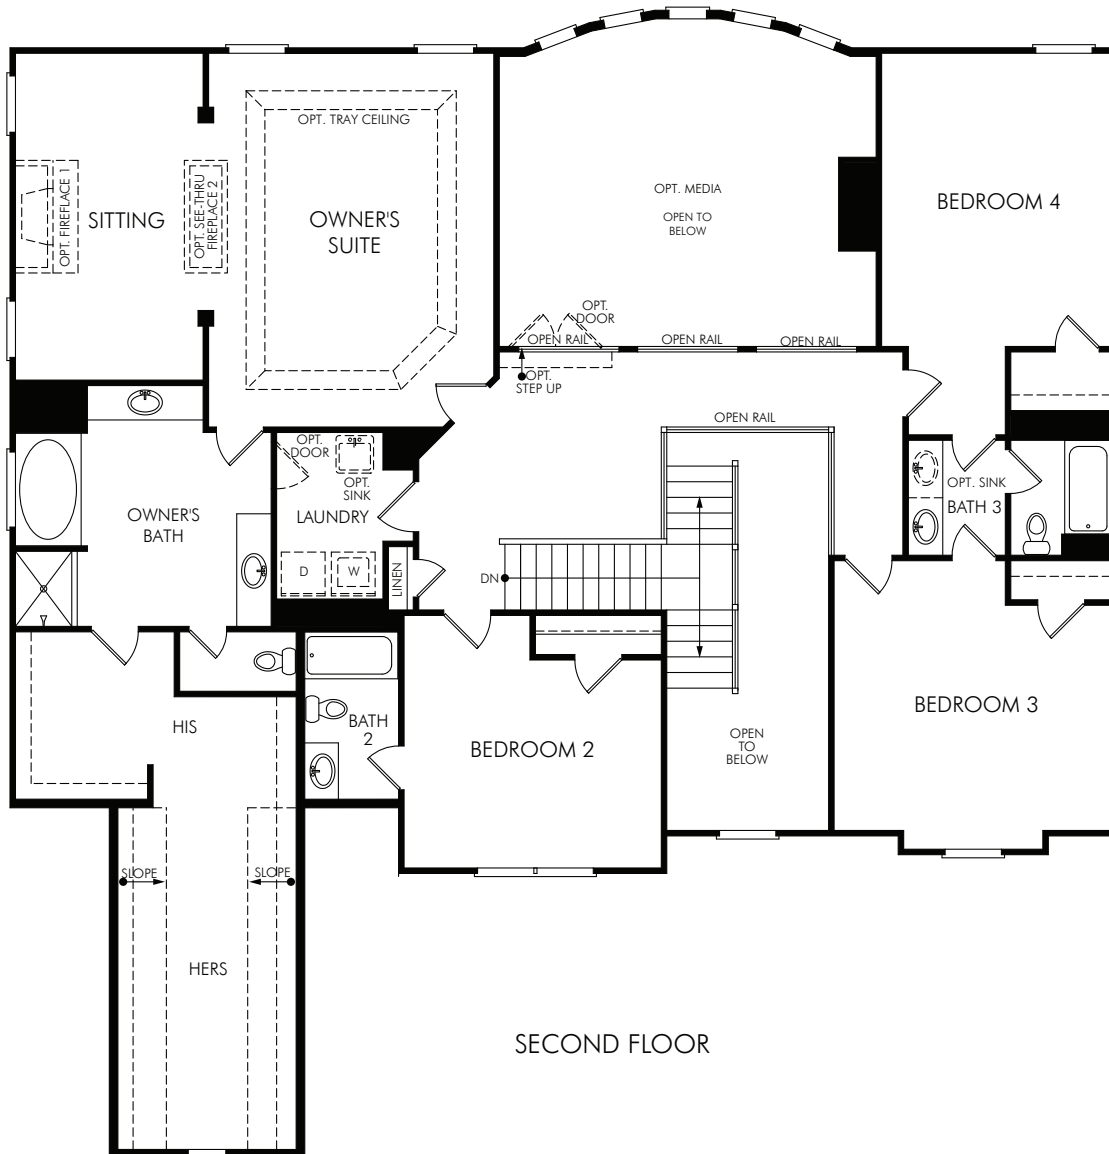 OPT. TRAY CEILING
OPT. FIREPLACE 1
SITTING
OPT. SEE-THRU
FIREPLACE 2
OWNER'S
SUITE
OPT. MEDIA
OPEN TO
BELOW
BEDROOM 4
OPT.
DOOR
OPEN RAIL
OPEN RAIL
OPEN RAIL
OPT.
STEP UP
OPEN RAIL
OPT.
DOOR
OPT.
SINK
LAUNDRY
OWNER'S
BATH
D
W
LINEN
DN
OPT. SINK
BATH 3
HIS
BATH
2
BEDROOM 2
OPEN
TO
BELOW
BEDROOM 3
SLOPE
SLOPE
HERS
SECOND FLOOR